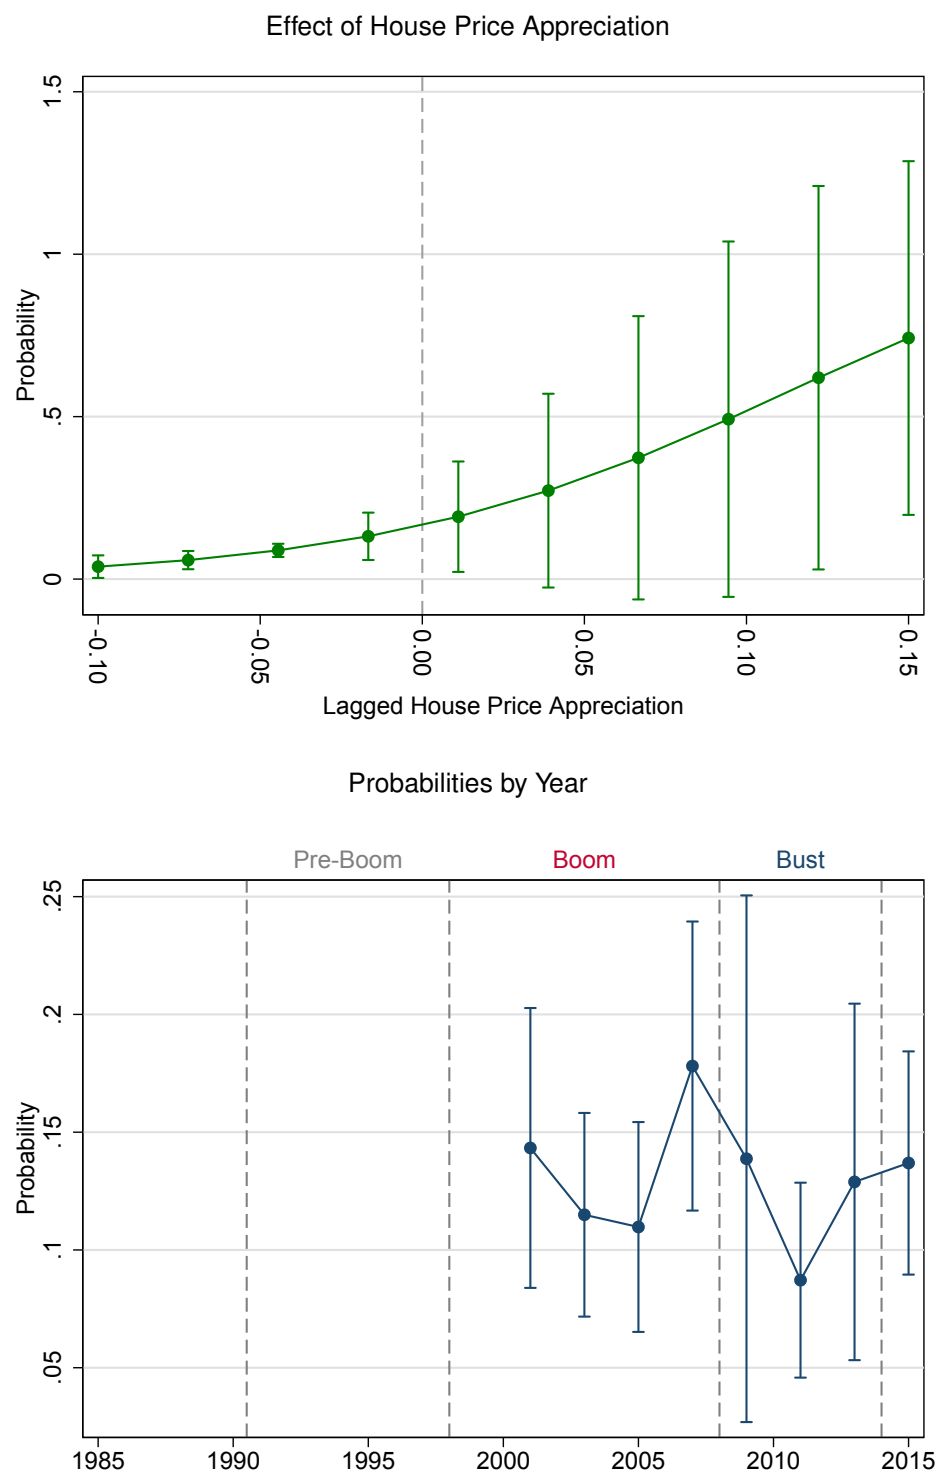 Effect of House Price Appreciation
1.5
1
.5
0
Probability
-0.10 -0.05 0.00 0.05 0.10 0.15
Lagged House Price Appreciation
Probabilities by Year
Pre-Boom Boom Bust
.25
.2
.15
.1
.05
Probability
1985 1990 1995 2000 2005 2010 2015